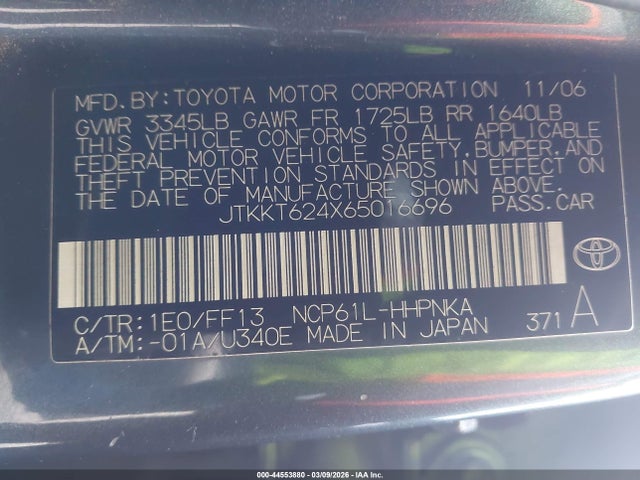 MFD.BY:TOYOTA MOTOR CORPORATION 11/06
GVWR 3345LB GAWR FR 1725LB RR 1640LB
THIS VEHICLE CONFORMS TO ALL APPLICABLE
FEDERAL MOTOR VEHICLE SAFETY,BUMPER,AND
THEFT PREVENTION STANDARDS IN EFFECT ON
THE DATE OF MANUFACTURE SHOWN ABOVE.
JTKKT624X65016696 PASS.CAR
C/TR:1E0/FF13 NCP61L-HHPNKA
A/TM:-01A/U340E MADE IN JAPAN 371 A
000-44553880 | 03/09/2026 | IAA Inc.